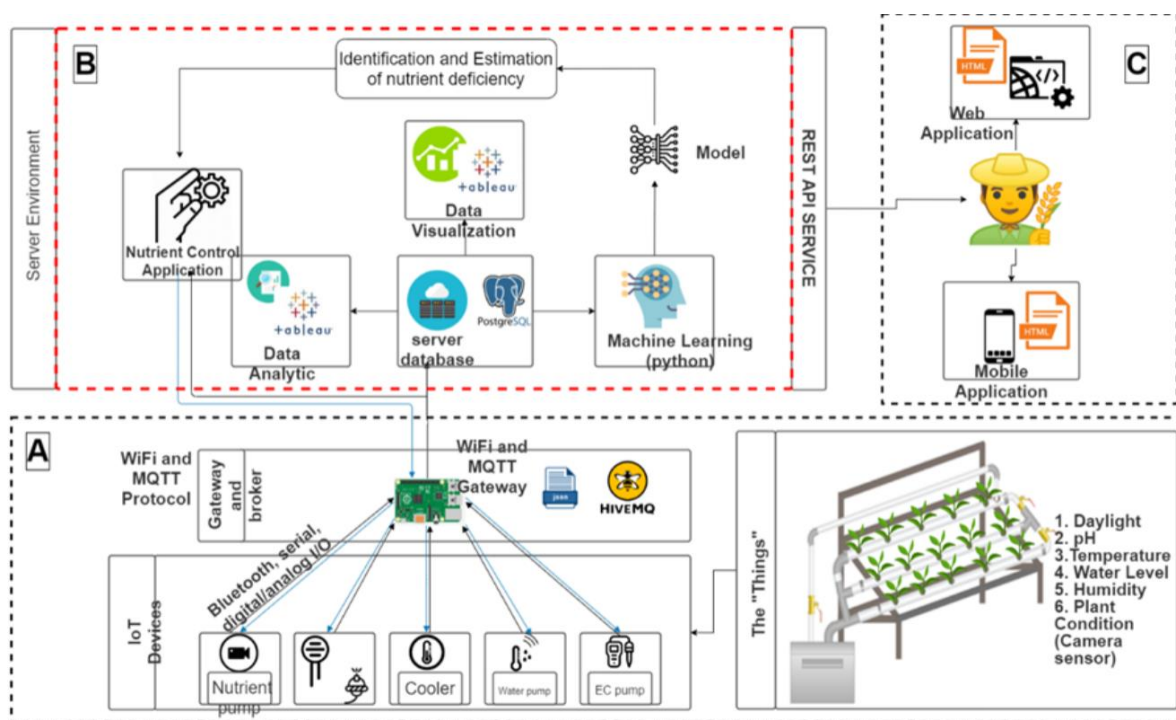 B
Server Environment
Identification and Estimation
of nutrient deficiency
Model
+ableau
Data
Visualization
Nutrient Control
Application
+ableau
Data
Analytic
PostgreSQL
server
database
Machine Learning
(python)
REST API SERVICE
C
HTML
</>
Web
Application
HTML
Mobile
Application
A
WiFi and
MQTT
Protocol
Gateway
and
broker
WiFi and
MQTT
Gateway
json
HIVEMQ
Bluetooth, serial,
digital/analog I/O
IoT
Devices
Nutrient
pump
Cooler
Water pump
EC pump
The "Things"
1. Daylight
2. pH
3.Temperature
4. Water Level
5. Humidity
6. Plant
Condition
(Camera
sensor)